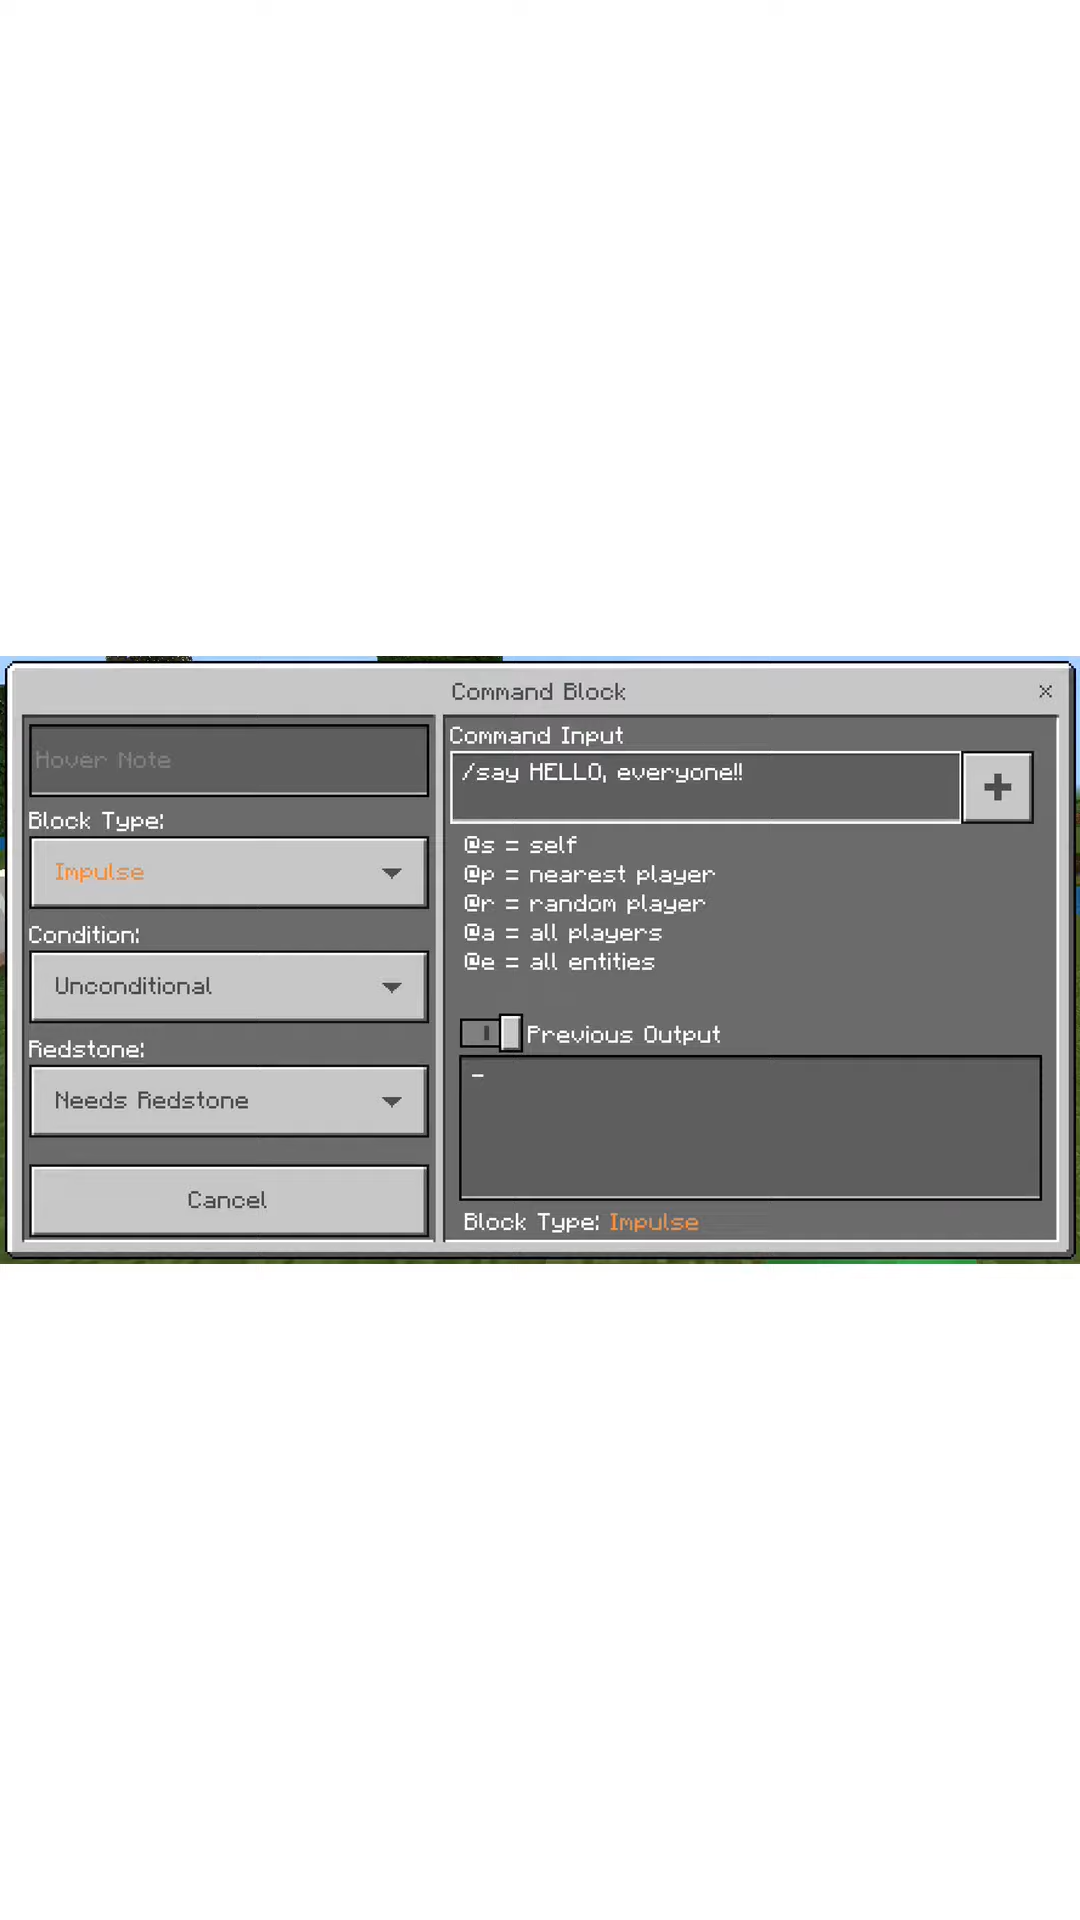 Command Block
Hover Note
Block Type:
Impulse
Condition:
Unconditional
Redstone:
Needs Redstone
Cancel
Command Input
/say HELLO, everyone!!
@s = self
@p = nearest player
@r = random player
@a = all players
@e = all entities
Previous Output
-
Block Type: Impulse